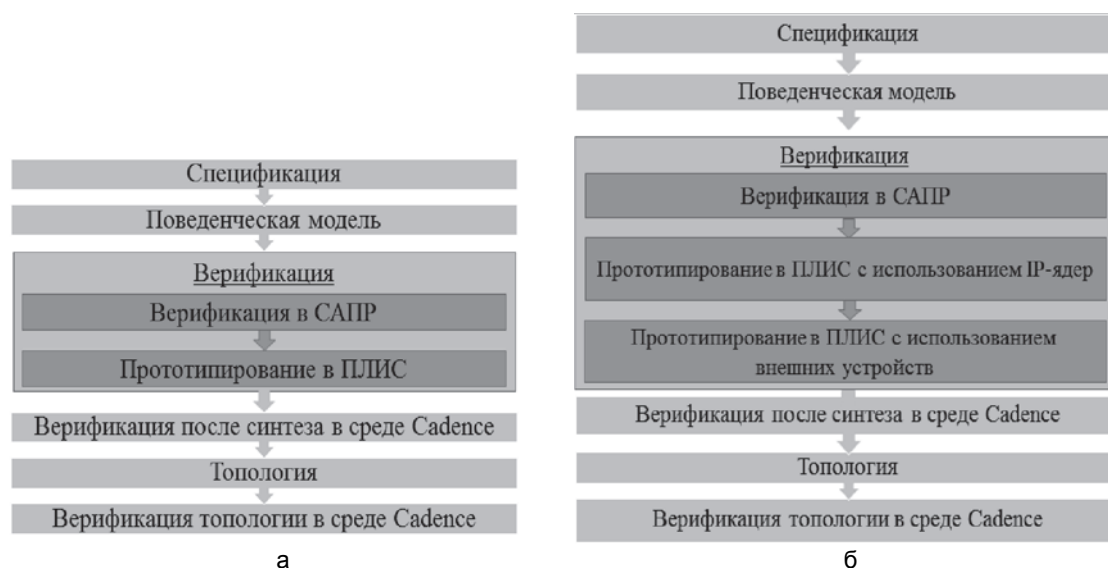 Спецификация
Поведенческая модель
Верификация
Верификация в САПР
Прототипирование в ПЛИС
Верификация после синтеза в среде Cadence
Топология
Верификация топологии в среде Cadence
а
Спецификация
Поведенческая модель
Верификация
Верификация в САПР
Прототипирование в ПЛИС с использованием IP-ядер
Прототипирование в ПЛИС с использованием
внешних устройств
Верификация после синтеза в среде Cadence
Топология
Верификация топологии в среде Cadence
б